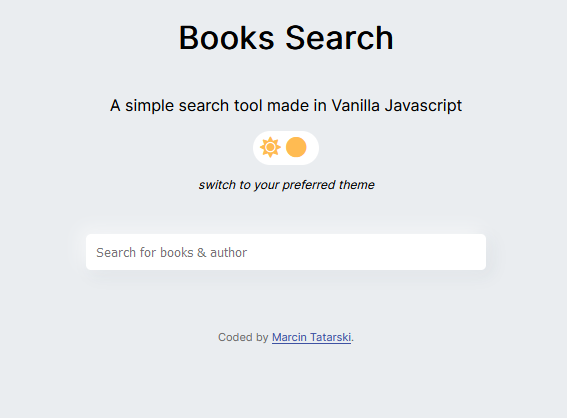 Books Search
A simple search tool made in Vanilla Javascript
switch to your preferred theme
Search for books & author
Coded by Marcin Tatarski.